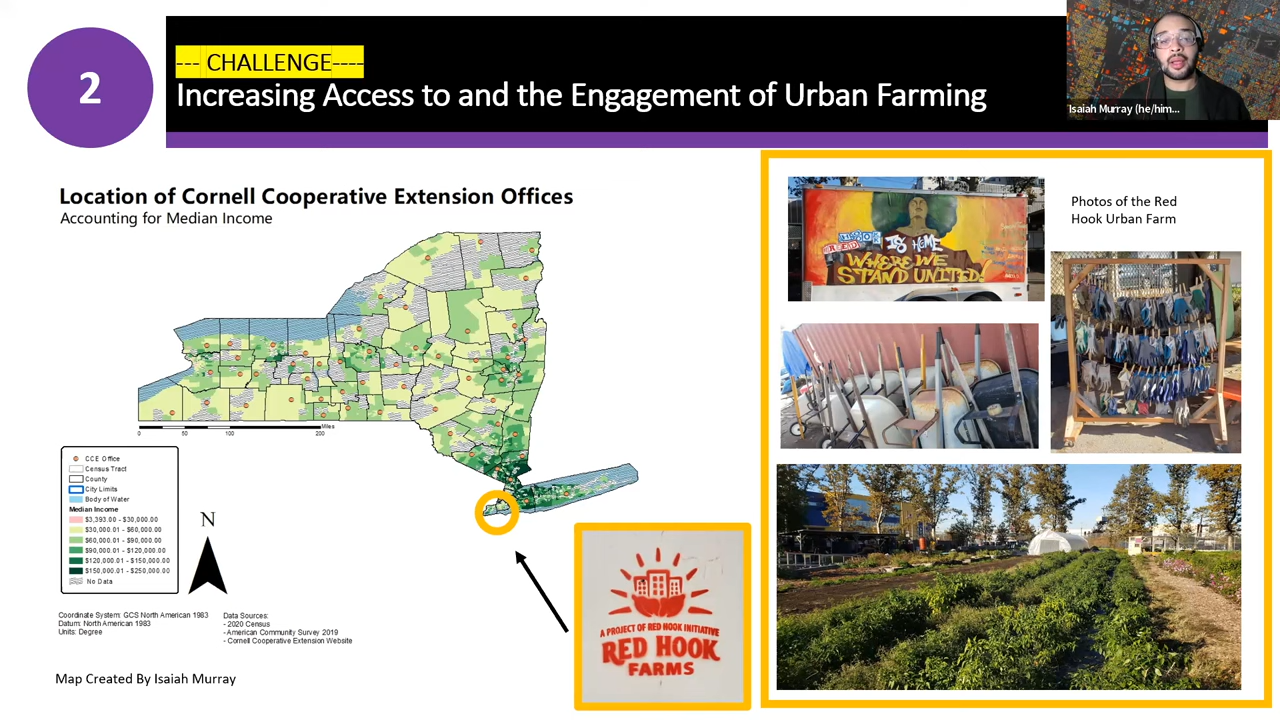 2
--- CHALLENGE----
Increasing Access to and the Engagement of Urban Farming
Isaiah Murray (he/him...
Location of Cornell Cooperative Extension Offices
Accounting for Median Income
Miles
0 50 100 200
CCE Office
Census Tract
County
City Limits
Body of Water
Median Income
$3,393.00 - $30,000.00
$30,000.01 - $60,000.00
$60,000.01 - $90,000.00
$90,000.01 - $120,000.00
$120,000.01 - $150,000.00
$150,000.01 - $250,000.00
No Data
N
Coordinate System: GCS North American 1983
Datum: North American 1983
Units: Degree
Data Sources:
- 2020 Census
- American Community Survey 2019
- Cornell Cooperative Extension Website
Map Created By Isaiah Murray
A PROJECT OF RED HOOK INITIATIVE
RED HOOK
FARMS
Photos of the Red
Hook Urban Farm
IS HOME
WHERE WE
STAND UNITED!